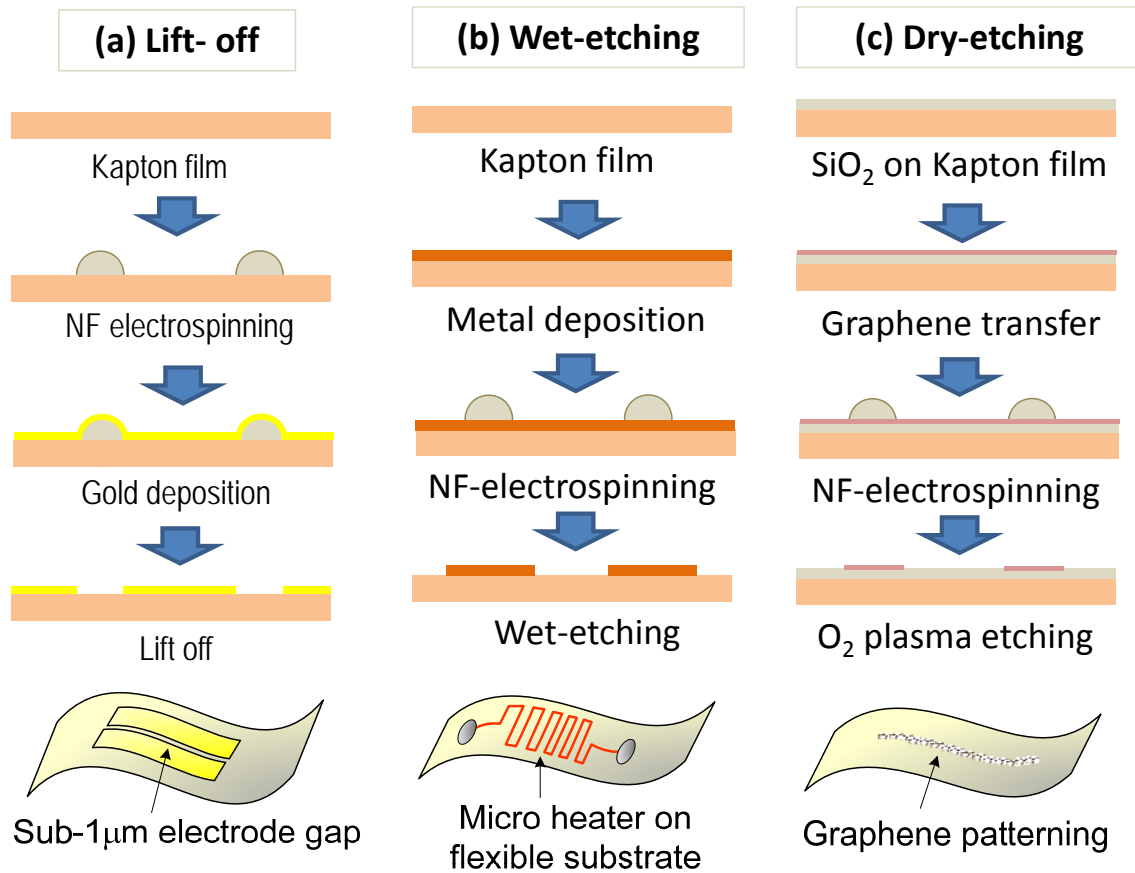 (a) Lift- off
Kapton film
NF electrospinning
Gold deposition
Lift off
Sub-1μm electrode gap
(b) Wet-etching
Kapton film
Metal deposition
NF-electrospinning
Wet-etching
Micro heater on
flexible substrate
(c) Dry-etching
SiO₂ on Kapton film
Graphene transfer
NF-electrospinning
O₂ plasma etching
Graphene patterning